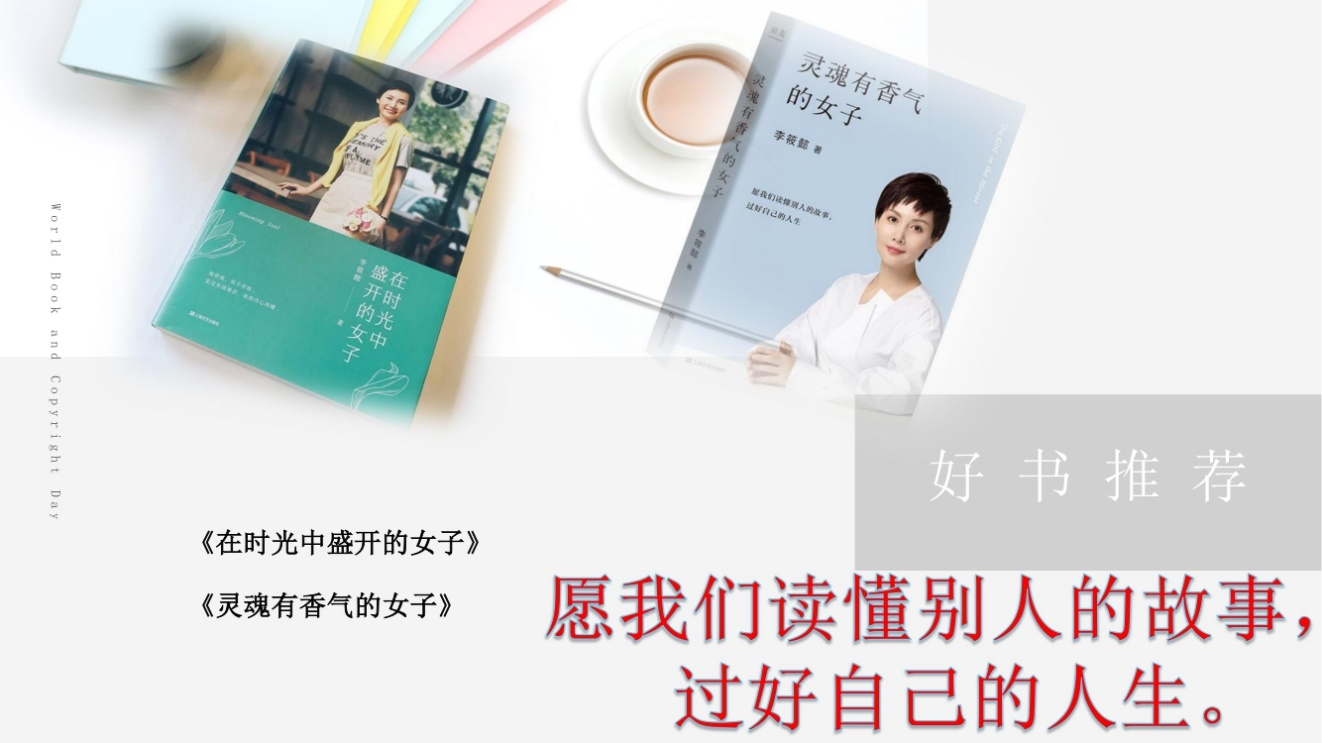 World Book and Copyright Day
Blooming Soul
在时光中
盛开的女子
李筱懿
著
灵魂有香气的女子
李筱懿
著
灵魂有香气
的女子
李筱懿 著
愿我们读懂别人的故事，
过好自己的人生
好书推荐
《在时光中盛开的女子》
《灵魂有香气的女子》
愿我们读懂别人的故事，
过好自己的人生。